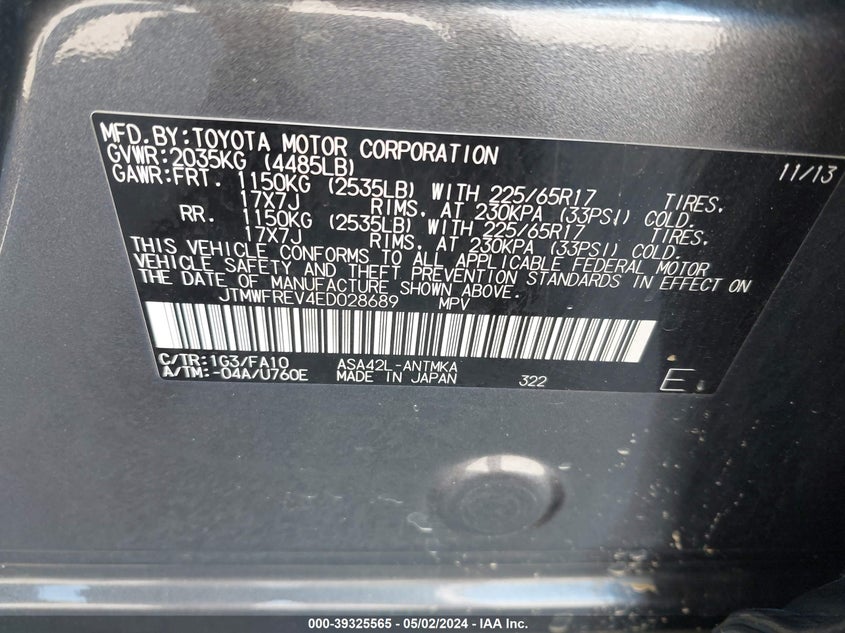 MFD.BY:TOYOTA MOTOR CORPORATION 11/13
GVWR:2035KG (4485LB)
GAWR:FRT. 1150KG (2535LB) WITH 225/65R17 TIRES,
17X7J RIMS, AT 230KPA (33PSI) COLD.
RR. 1150KG (2535LB) WITH 225/65R17 TIRES,
17X7J RIMS, AT 230KPA (33PSI) COLD.
THIS VEHICLE CONFORMS TO ALL APPLICABLE FEDERAL MOTOR
VEHICLE SAFETY AND THEFT PREVENTION STANDARDS IN EFFECT ON
THE DATE OF MANUFACTURE SHOWN ABOVE.
JTMWFREV4ED028689 MPV
C/TR:1G3/FA10 ASA42L-ANTMKA
A/TM:-04A/U760E MADE IN JAPAN 322 E
000-39325565 - 05/02/2024 - IAA Inc.